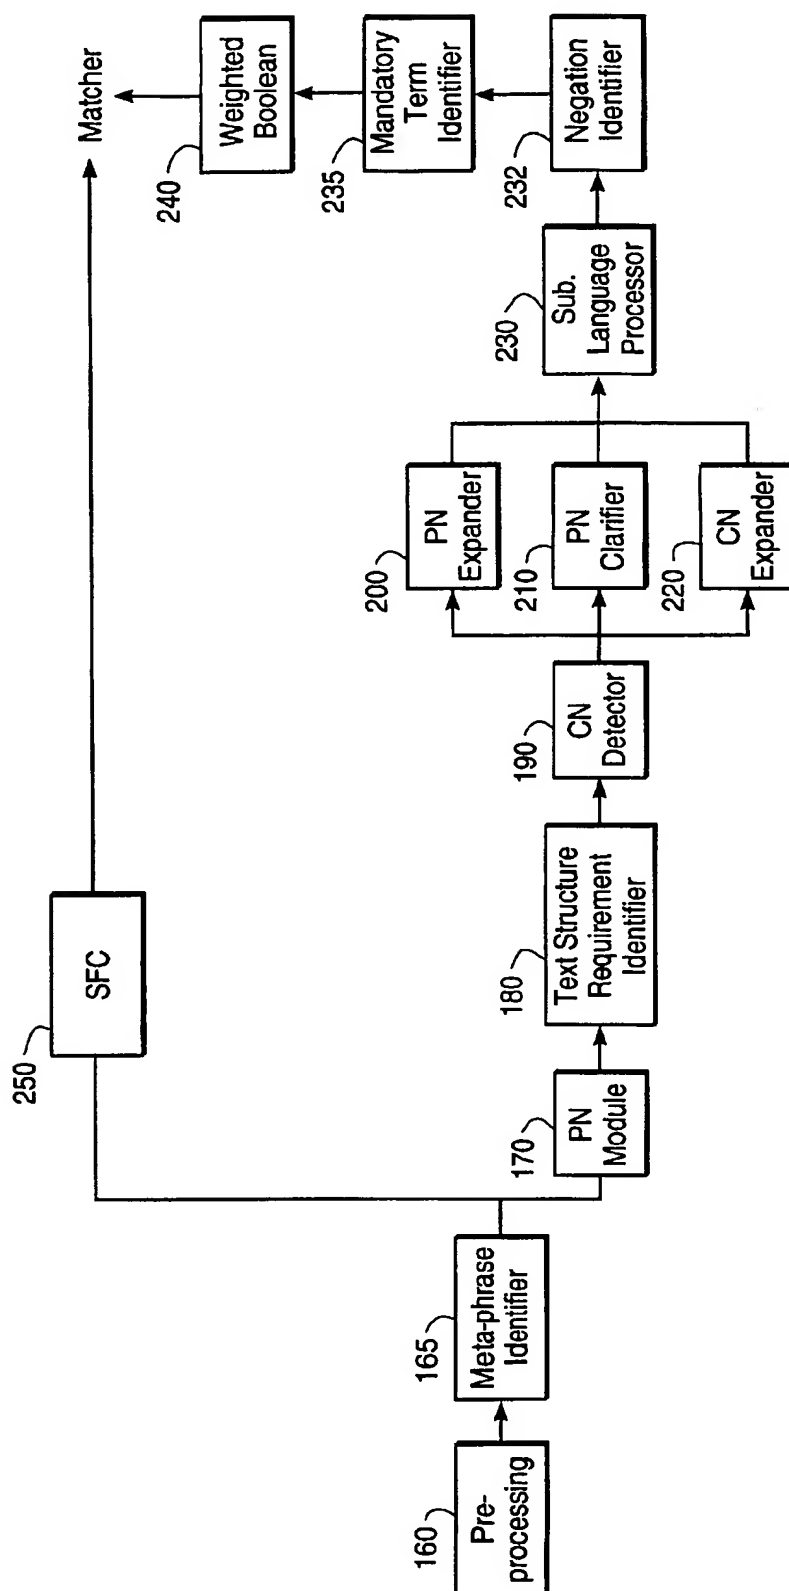 160
Pre-
processing
165
Meta-phrase
Identifier
250
SFC
170
PN
Module
180
Text Structure
Requirement
Identifier
190
CN
Detector
200
PN
Expander
210
PN
Clarifier
220
CN
Expander
230
Sub.
Language
Processor
232
Negation
Identifier
235
Mandatory
Term
Identifier
240
Weighted
Boolean
Matcher